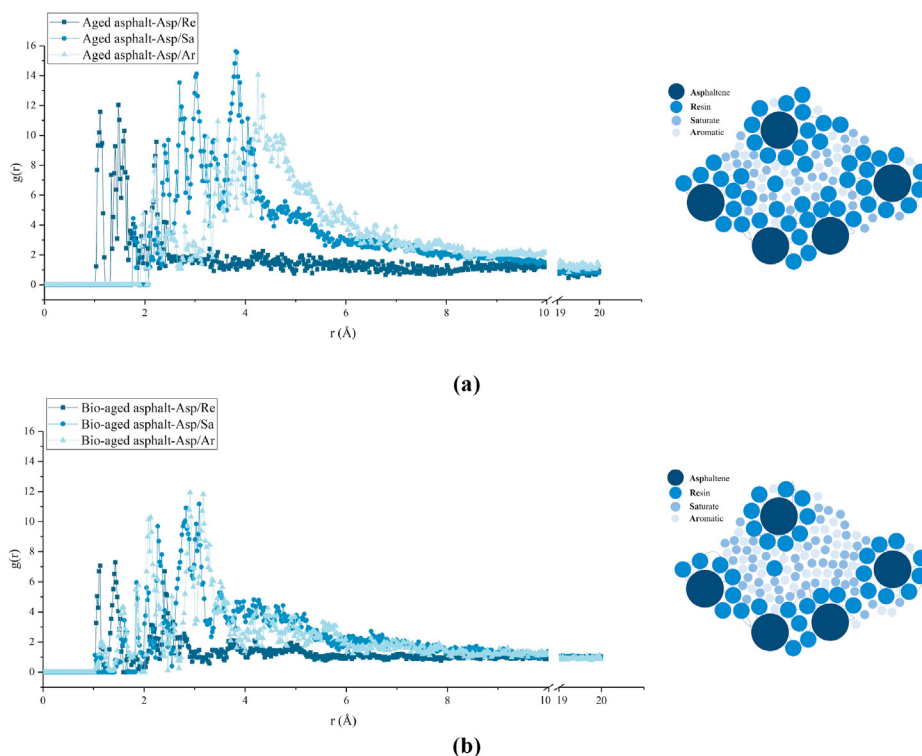 Aged asphalt-Asp/Re
Aged asphalt-Asp/Sa
Aged asphalt-Asp/Ar
16
14
12
10
8
6
4
2
0
g(r)
0 2 4 6 8 10 19 20
r (Å)
Asphaltene
Resin
Saturate
Aromatic
(a)
Bio-aged asphalt-Asp/Re
Bio-aged asphalt-Asp/Sa
Bio-aged asphalt-Asp/Ar
16
14
12
10
8
6
4
2
0
g(r)
0 2 4 6 8 10 19 20
r (Å)
Asphaltene
Resin
Saturate
Aromatic
(b)